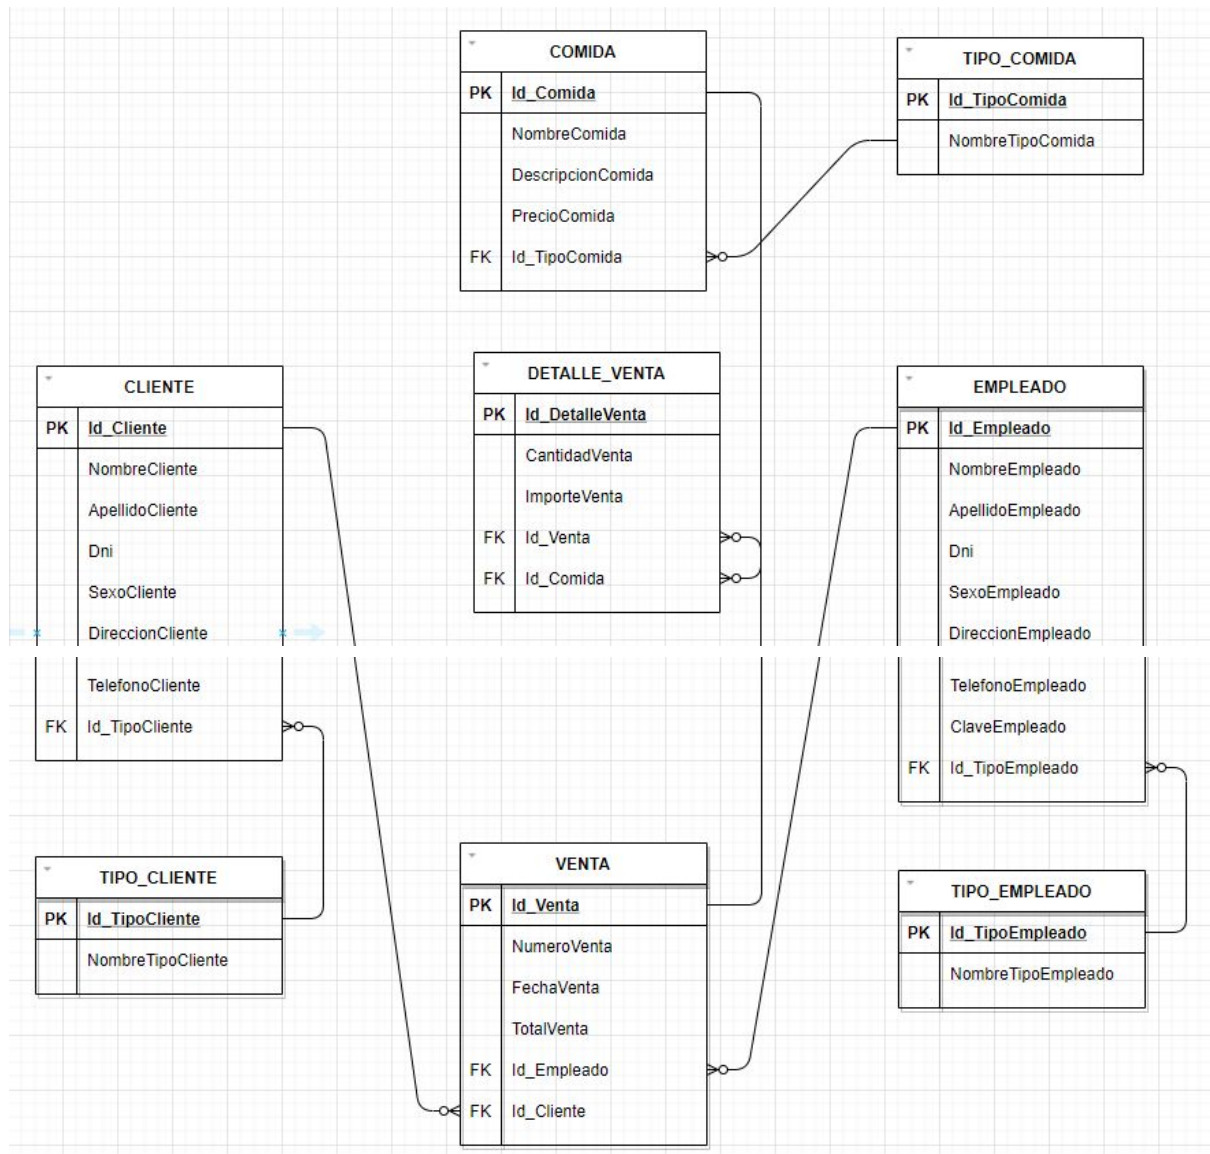 COMIDA
PK Id_Comida
NombreComida
DescripcionComida
PrecioComida
FK Id_TipoComida
TIPO_COMIDA
PK Id_TipoComida
NombreTipoComida
CLIENTE
PK Id_Cliente
NombreCliente
ApellidoCliente
Dni
SexoCliente
DireccionCliente
TelefonoCliente
FK Id_TipoCliente
DETALLE_VENTA
PK Id_DetalleVenta
CantidadVenta
ImporteVenta
FK Id_Venta
FK Id_Comida
EMPLEADO
PK Id_Empleado
NombreEmpleado
ApellidoEmpleado
Dni
SexoEmpleado
DireccionEmpleado
TelefonoEmpleado
ClaveEmpleado
FK Id_TipoEmpleado
TIPO_CLIENTE
PK Id_TipoCliente
NombreTipoCliente
VENTA
PK Id_Venta
NumeroVenta
FechaVenta
TotalVenta
FK Id_Empleado
FK Id_Cliente
TIPO_EMPLEADO
PK Id_TipoEmpleado
NombreTipoEmpleado